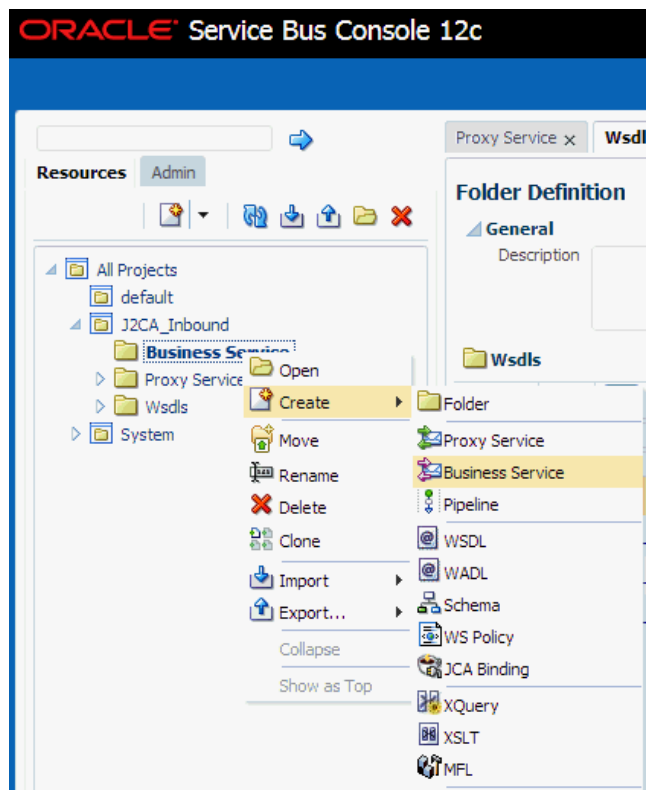 ORACLE Service Bus Console 12c
Proxy Service x Wsdl
Resources Admin
Folder Definition
General
Description
All Projects
default
J2CA_Inbound
Business Service
Wsdls
Open
Proxy Service
Create
Folder
Wsdls
System
Move
Proxy Service
Rename
Business Service
Delete
Pipeline
Clone
WSDL
Import
WADL
Export...
Schema
Collapse
WS Policy
Show as Top
JCA Binding
XQuery
XSLT
MFL